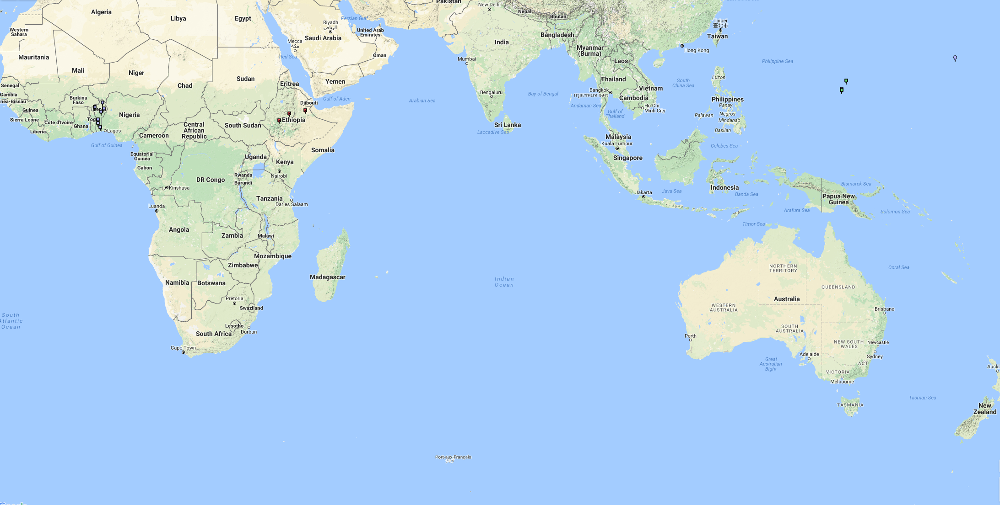 Pakistan
New Delhi
Nepal
Bhutan
Algeria
Libya
Egypt
Persian Gulf
Riyadh
الرياض
United Arab
Emirates
Saudi Arabia
Mecca
مكة
Oman
Western
Sahara
Bangladesh
India
Taipei
臺北市
Taiwan
Myanmar
(Burma)
Hong Kong
Mauritania
Red Sea
Mumbai
Laos
Philippine Sea
Mali
Niger
Sudan
Chad
Eritrea
Yemen
Thailand
Luzon
Senegal
South
China Sea
Vietnam
Bangkok
กรุงเทพมหานคร
Gambia
nea-Bissau
Burkina
Faso
Gulf of Aden
Djibouti
Arabian Sea
Bengaluru
Bay of Bengal
Cambodia
Philippines
Panay
Andaman Sea
Gulf of
Thailand
Ho Chi
Minh City
Guinea
Nigeria
Palawan
Negros
Mindanao
Sierra Leone
Côte d'Ivoire
Togo
Ghana
Ethiopia
South Sudan
Central
African
Republic
Sri Lanka
Laccadive Sea
Basilan
Liberia
Lagos
Cameroon
Malaysia
Kuala Lumpur
Gulf of Guinea
Celebes Sea
Somalia
Equatorial
Guinea
Uganda
Kenya
Singapore
Gabon
Nairobi
Rwanda
Burundi
DR Congo
Kinshasa
Indonesia
Bismarck Sea
Jakarta
Java Sea
Banda Sea
Papua New
Guinea
Tanzania
Dar es Salaam
Luanda
Arafura Sea
Solomon Sea
Timor Sea
Angola
Zambia
Malawi
Mozambique
Zimbabwe
NORTHERN
TERRITORY
Coral Sea
Madagascar
Indian
Ocean
Namibia
Botswana
QUEENSLAND
Pretoria
Swaziland
Australia
WESTERN
AUSTRALIA
Brisbane
South
Atlantic
Ocean
Lesotho
Durban
South Africa
SOUTH
AUSTRALIA
Perth
NEW SOUTH
WALES
Newcastle
Cape Town
Adelaide
Sydney
Great
Australian
Bight
ACT
Auckl
VICTORIA
Melbourne
Tasman Sea
TASMANIA
New
Zealand
Port-aux-Français